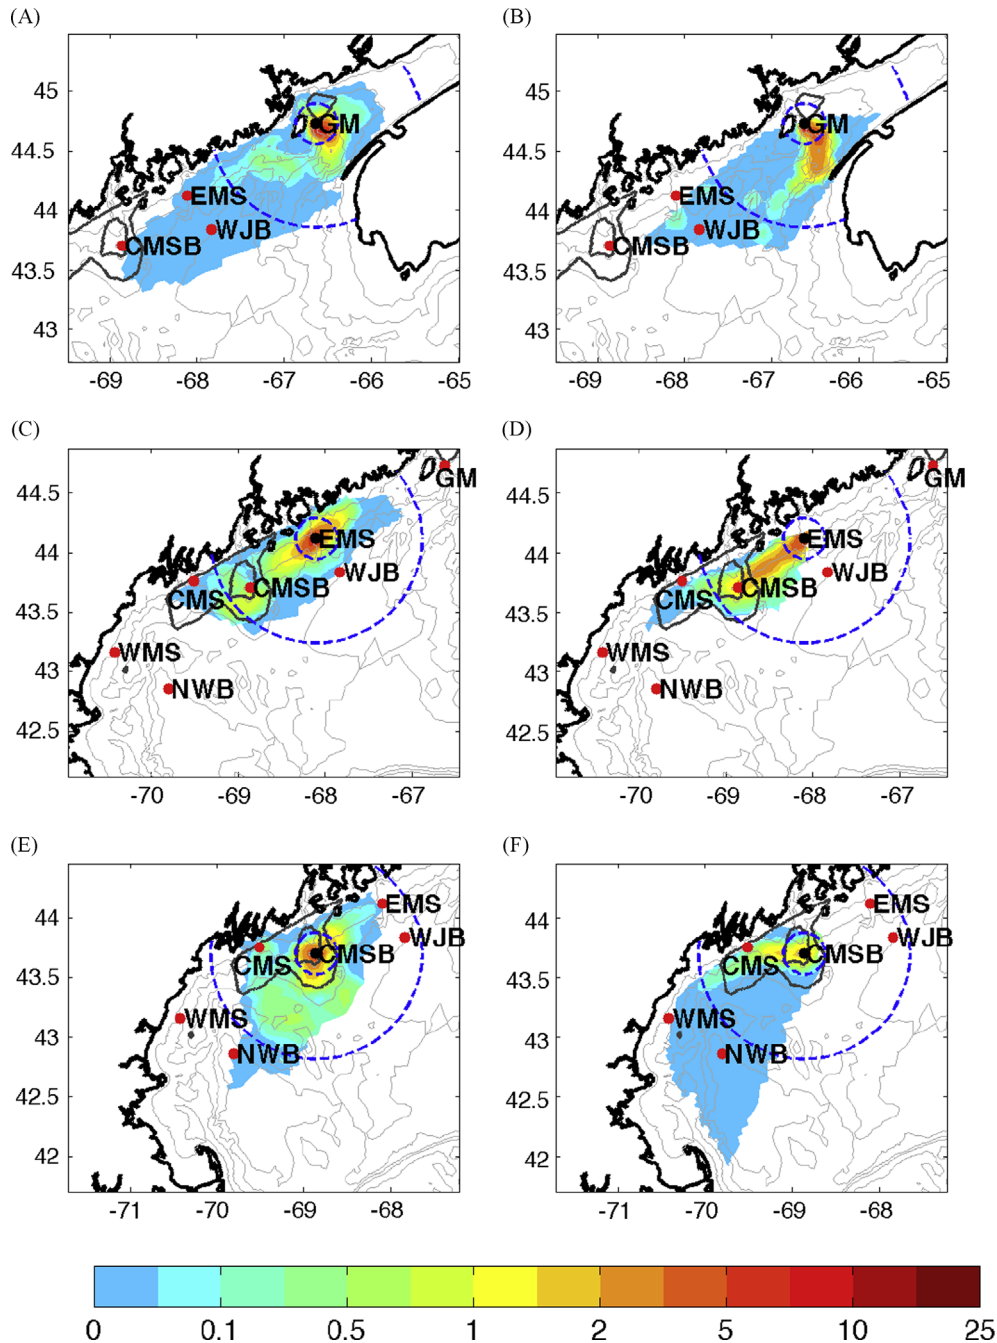 (A) (B)
45
44.5
44
43.5
43
GM
EMS
WJB
CMSB
-69 -68 -67 -66 -65
45
44.5
44
43.5
43
GM
EMS
WJB
CMSB
-69 -68 -67 -66 -65
(C) (D)
44.5
44
43.5
43
42.5
GM
EMS
WJB
CMSB
CMS
WMS
NWB
-70 -69 -68 -67
44.5
44
43.5
43
42.5
GM
EMS
WJB
CMSB
CMS
WMS
NWB
-70 -69 -68 -67
(E) (F)
44
43.5
43
42.5
42
EMS
WJB
CMSB
CMS
WMS
NWB
-71 -70 -69 -68
44
43.5
43
42.5
42
EMS
WJB
CMSB
CMS
WMS
NWB
-71 -70 -69 -68
0 0.1 0.5 1 2 5 10 25